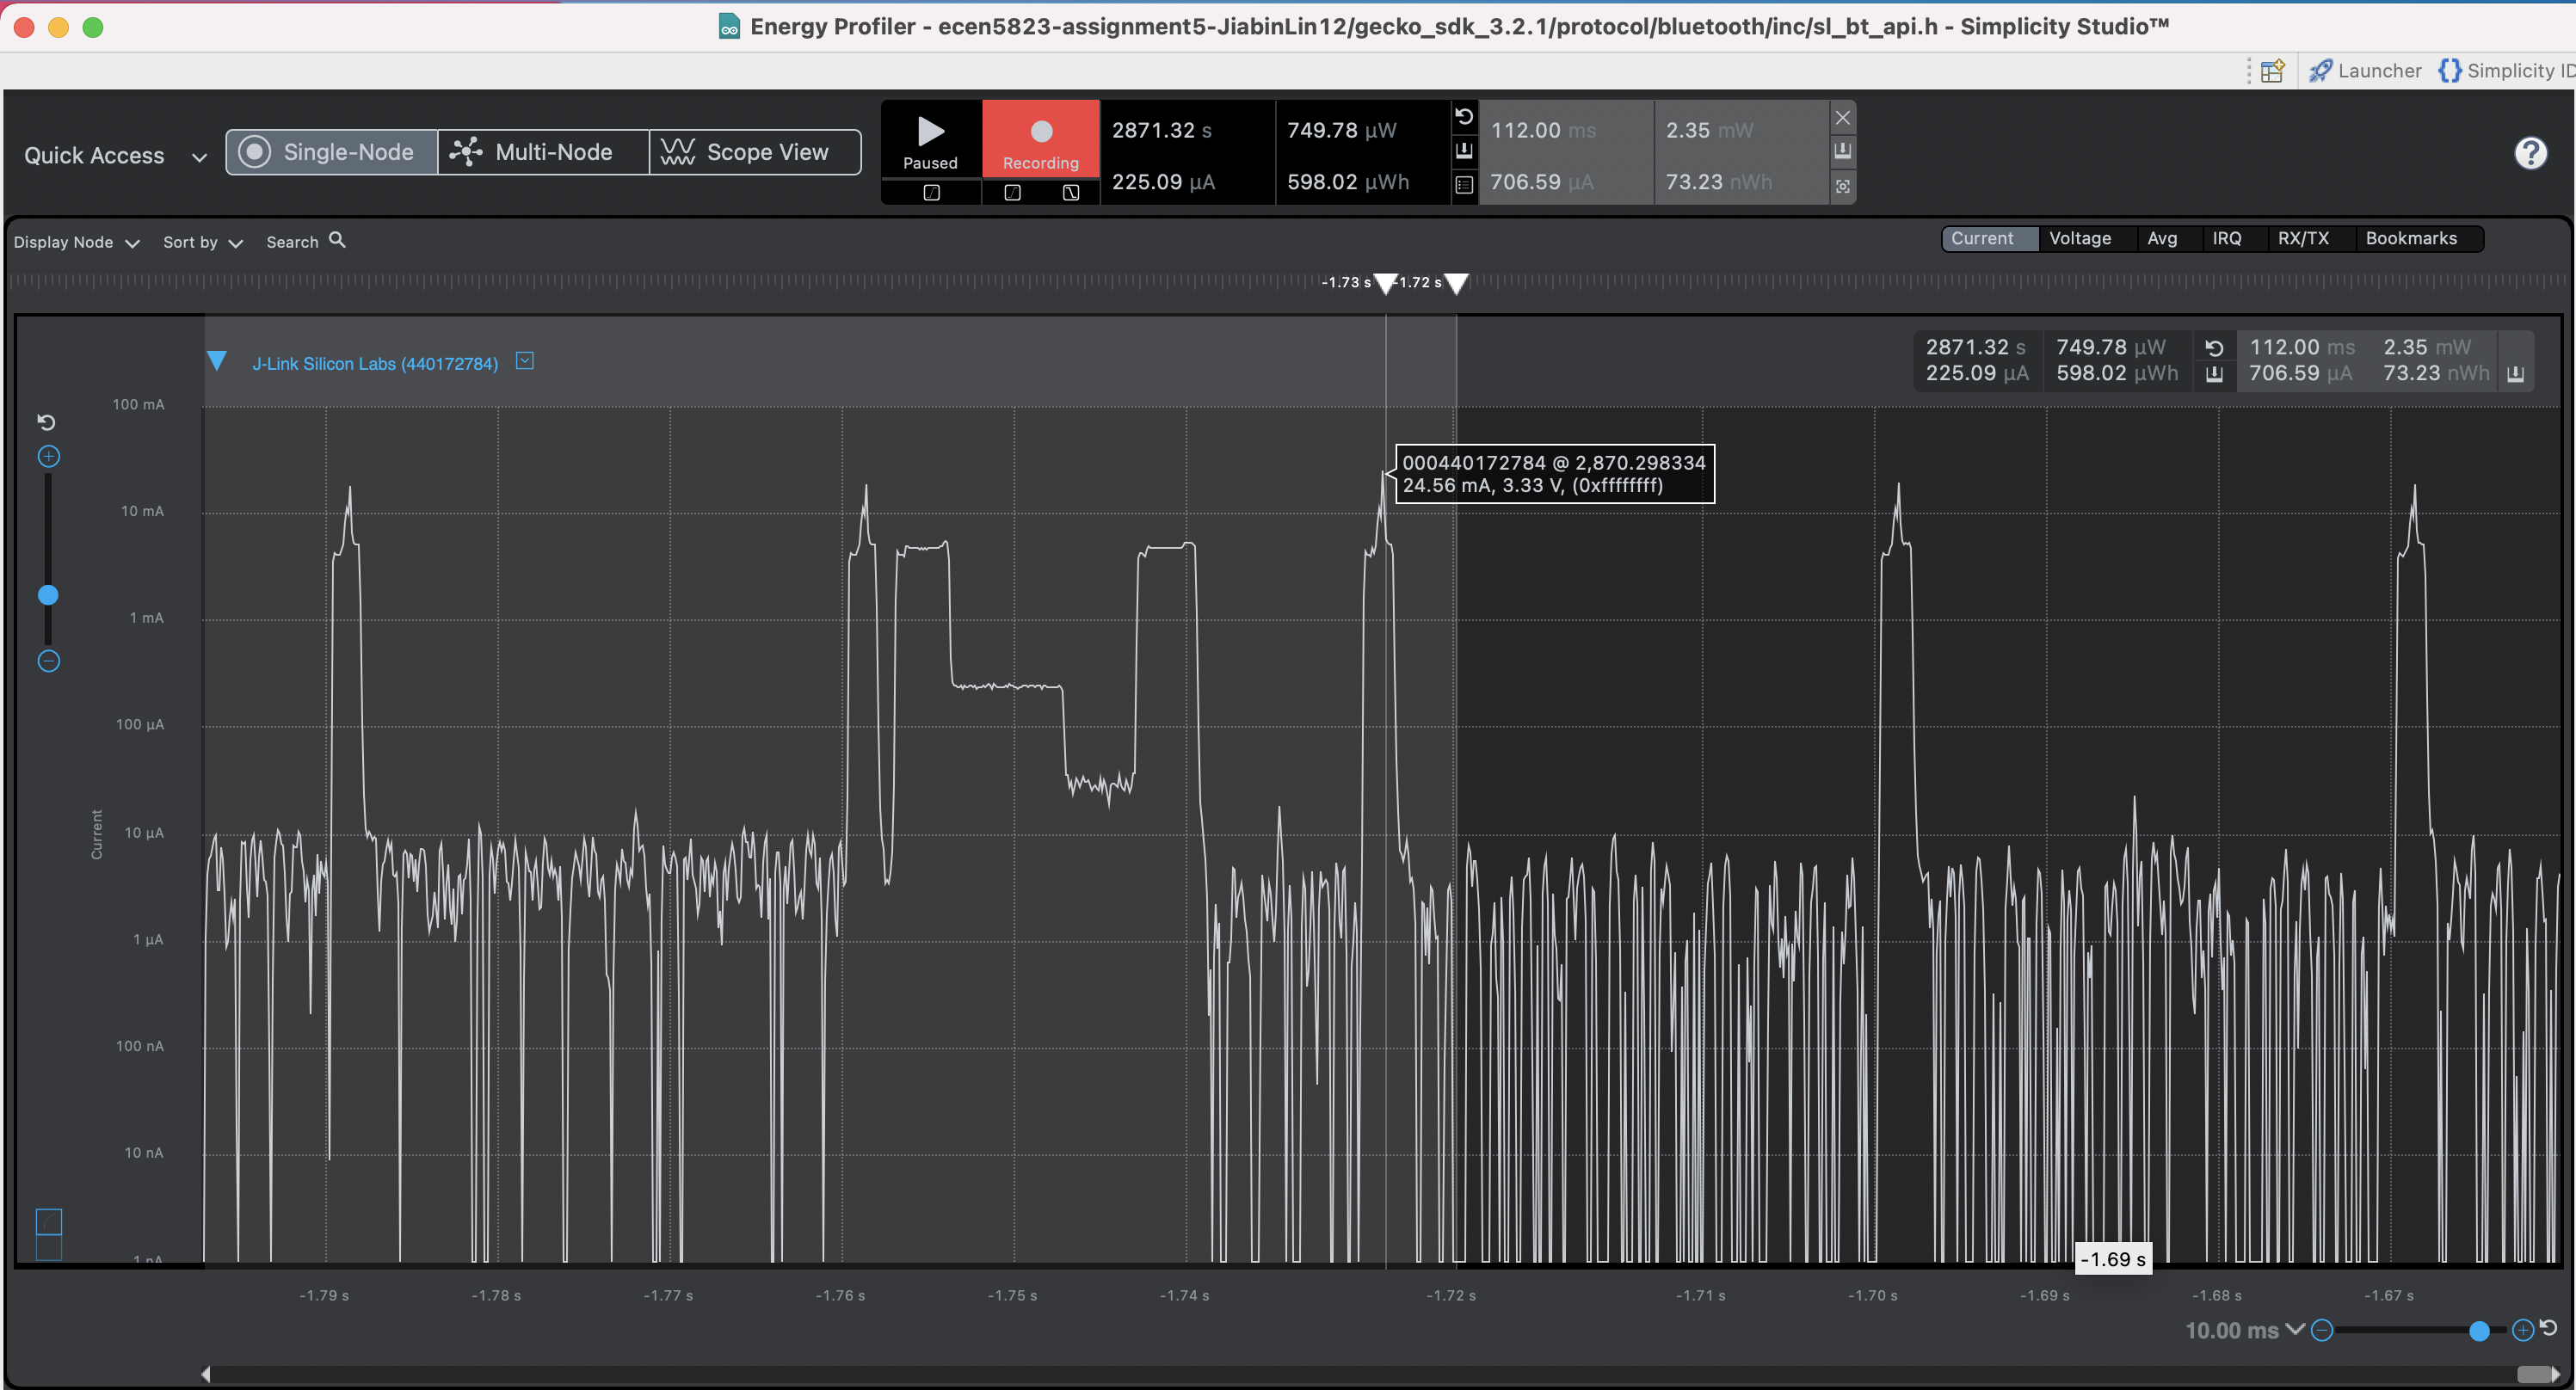 Energy Profiler - ecen5823-assignment5-JiabinLin12/gecko_sdk_3.2.1/protocol/bluetooth/inc/sl_bt_api.h - Simplicity Studio™
Launcher {} Simplicity ID
Quick Access Single-Node Multi-Node Scope View
Paused Recording
2871.32 s 749.78 µW 112.00 ms 2.35 mW
225.09 µA 598.02 µWh 706.59 µA 73.23 nWh
?
Display Node Sort by Search
Current Voltage Avg IRQ RX/TX Bookmarks
-1.73 s -1.72 s
J-Link Silicon Labs (440172784)
2871.32 s 749.78 µW 112.00 ms 2.35 mW
225.09 µA 598.02 µWh 706.59 µA 73.23 nWh
100 mA
000440172784 @ 2,870.298334
24.56 mA, 3.33 V, (0xffffffff)
10 mA
1 mA
100 µA
10 µA
Current
1 µA
100 nA
10 nA
1 nA
-1.69 s
-1.79 s -1.78 s -1.77 s -1.76 s -1.75 s -1.74 s -1.72 s -1.71 s -1.70 s -1.69 s -1.68 s -1.67 s
10.00 ms